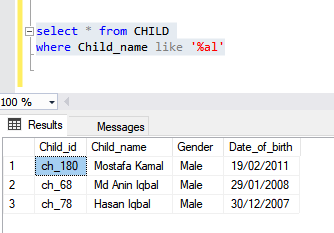 select * from CHILD
where Child_name like '%al'
100 %
Results Messages
Child_id Child_name Gender Date_of_birth
1 ch_180 Mostafa Kamal Male 19/02/2011
2 ch_68 Md Anin Iqbal Male 29/01/2008
3 ch_78 Hasan Iqbal Male 30/12/2007